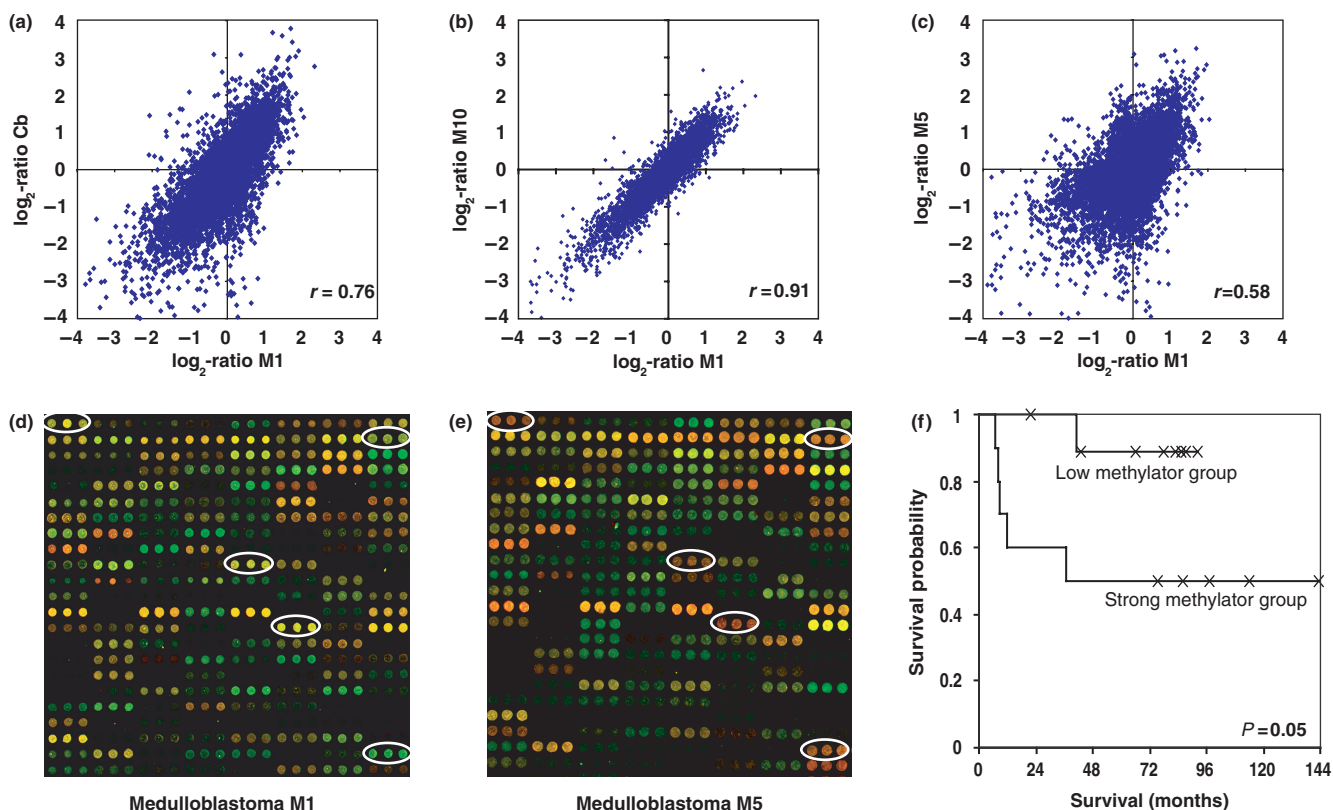 (a)
4
3
2
1
0
−1
−2
−3
−4
log2-ratio Cb
r = 0.76
−4 −3 −2 −1 0 1 2 3 4
log2-ratio M1
(b)
4
3
2
1
0
−1
−2
−3
−4
log2-ratio M10
r = 0.91
−4 −3 −2 −1 0 1 2 3 4
log2-ratio M1
(c)
4
3
2
1
0
−1
−2
−3
−4
log2-ratio M5
r=0.58
−4 −3 −2 −1 0 1 2 3 4
log2-ratio M1
(d)
Medulloblastoma M1
(e)
Medulloblastoma M5
(f)
1
0.8
0.6
0.4
0.2
0
Survival probability
Low methylator group
Strong methylator group
P = 0.05
0 24 48 72 96 120 144
Survival (months)